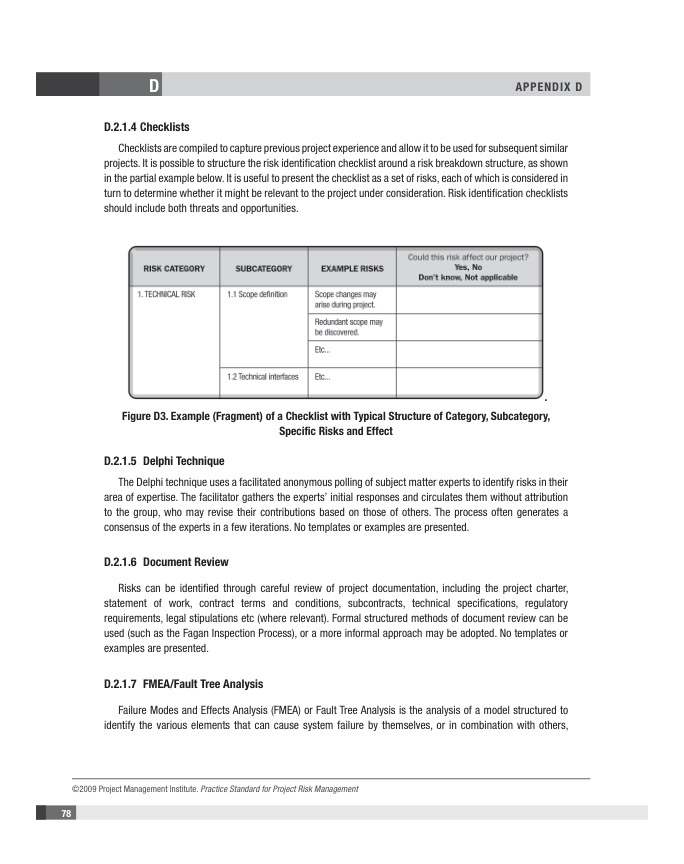 D
APPENDIX D
D.2.1.4 Checklists
Checklists are compiled to capture previous project experience and allow it to be used for subsequent similar
projects. It is possible to structure the risk identification checklist around a risk breakdown structure, as shown
in the partial example below. It is useful to present the checklist as a set of risks, each of which is considered in
turn to determine whether it might be relevant to the project under consideration. Risk identification checklists
should include both threats and opportunities.
RISK CATEGORY
SUBCATEGORY
EXAMPLE RISKS
Could this risk affect our project?
Yes, No
Don't know, Not applicable
1. TECHNICAL RISK
1.1 Scope definition
Scope changes may
arise during project.
Redundant scope may
be discovered.
Etc...
1.2 Technical interfaces
Etc...
.
Figure D3. Example (Fragment) of a Checklist with Typical Structure of Category, Subcategory,
Specific Risks and Effect
D.2.1.5 Delphi Technique
The Delphi technique uses a facilitated anonymous polling of subject matter experts to identify risks in their
area of expertise. The facilitator gathers the experts' initial responses and circulates them without attribution
to the group, who may revise their contributions based on those of others. The process often generates a
consensus of the experts in a few iterations. No templates or examples are presented.
D.2.1.6 Document Review
Risks can be identified through careful review of project documentation, including the project charter,
statement of work, contract terms and conditions, subcontracts, technical specifications, regulatory
requirements, legal stipulations etc (where relevant). Formal structured methods of document review can be
used (such as the Fagan Inspection Process), or a more informal approach may be adopted. No templates or
examples are presented.
D.2.1.7 FMEA/Fault Tree Analysis
Failure Modes and Effects Analysis (FMEA) or Fault Tree Analysis is the analysis of a model structured to
identify the various elements that can cause system failure by themselves, or in combination with others,
©2009 Project Management Institute. Practice Standard for Project Risk Management
78